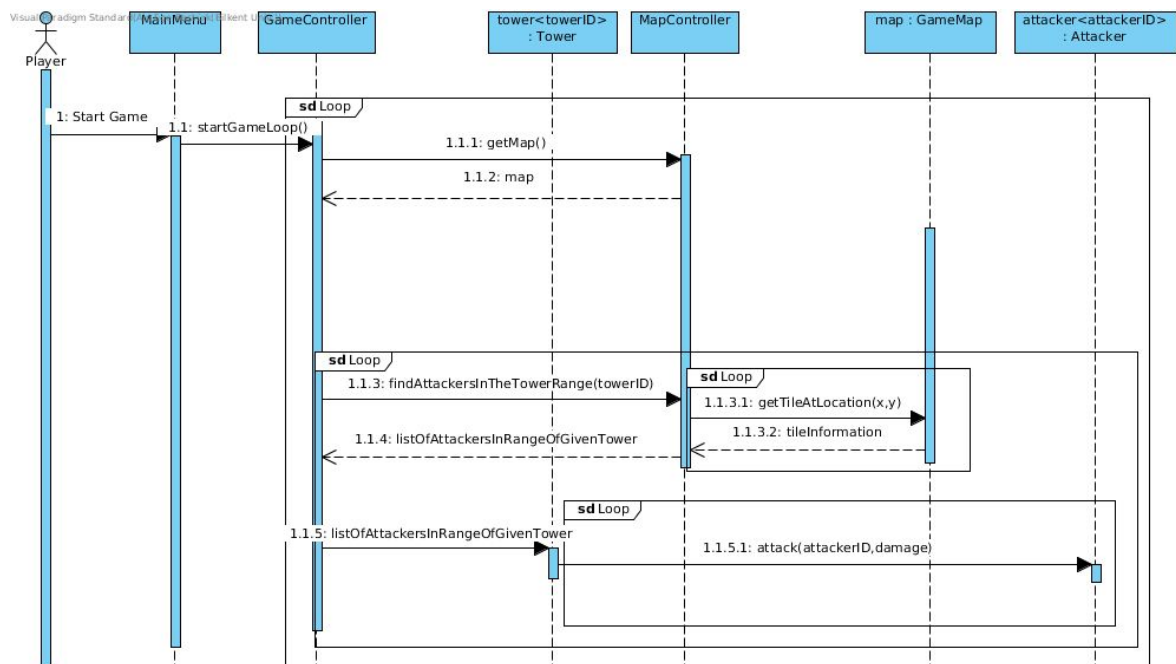 Visual Paradigm Standard
Player
MainMenu
GameController
tower<towerID>
: Tower
MapController
map : GameMap
attacker<attackerID>
: Attacker
sd Loop
1: Start Game
1.1: startGameLoop()
1.1.1: getMap()
1.1.2: map
sd Loop
sd Loop
1.1.3: findAttackersInTheTowerRange(towerID)
1.1.3.1: getTileAtLocation(x,y)
1.1.3.2: tileInformation
1.1.4: listOfAttackersInRangeOfGivenTower
sd Loop
1.1.5: listOfAttackersInRangeOfGivenTower
1.1.5.1: attack(attackerID,damage)